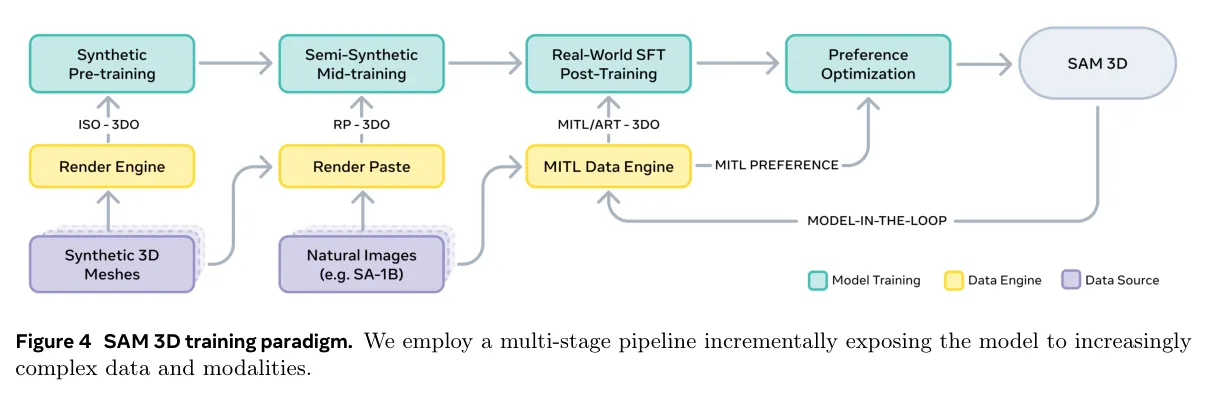 Synthetic
Pre-training
Semi-Synthetic
Mid-training
Real-World SFT
Post-Training
Preference
Optimization
SAM 3D
ISO - 3DO
RP - 3DO
MITL/ART - 3DO
Render Engine
Render Paste
MITL Data Engine
MITL PREFERENCE
MODEL-IN-THE-LOOP
Synthetic 3D
Meshes
Natural Images
(e.g. SA-1B)
Model Training
Data Engine
Data Source
Figure 4 SAM 3D training paradigm. We employ a multi-stage pipeline incrementally exposing the model to increasingly
complex data and modalities.